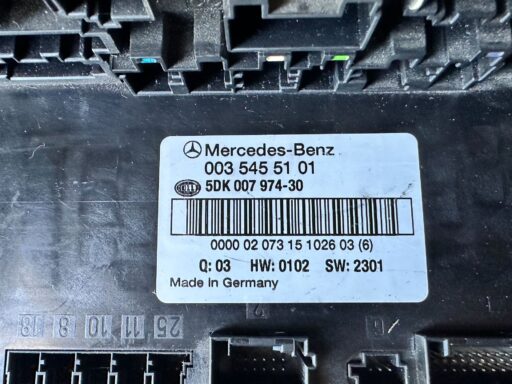 Mercedes-Benz
003 545 51 01
HELLA 5DK 007 974-30
0000 02 073 15 1026 03 (6)
Q: 03 HW: 0102 SW: 2301
Made in Germany
18 8 10 11 25